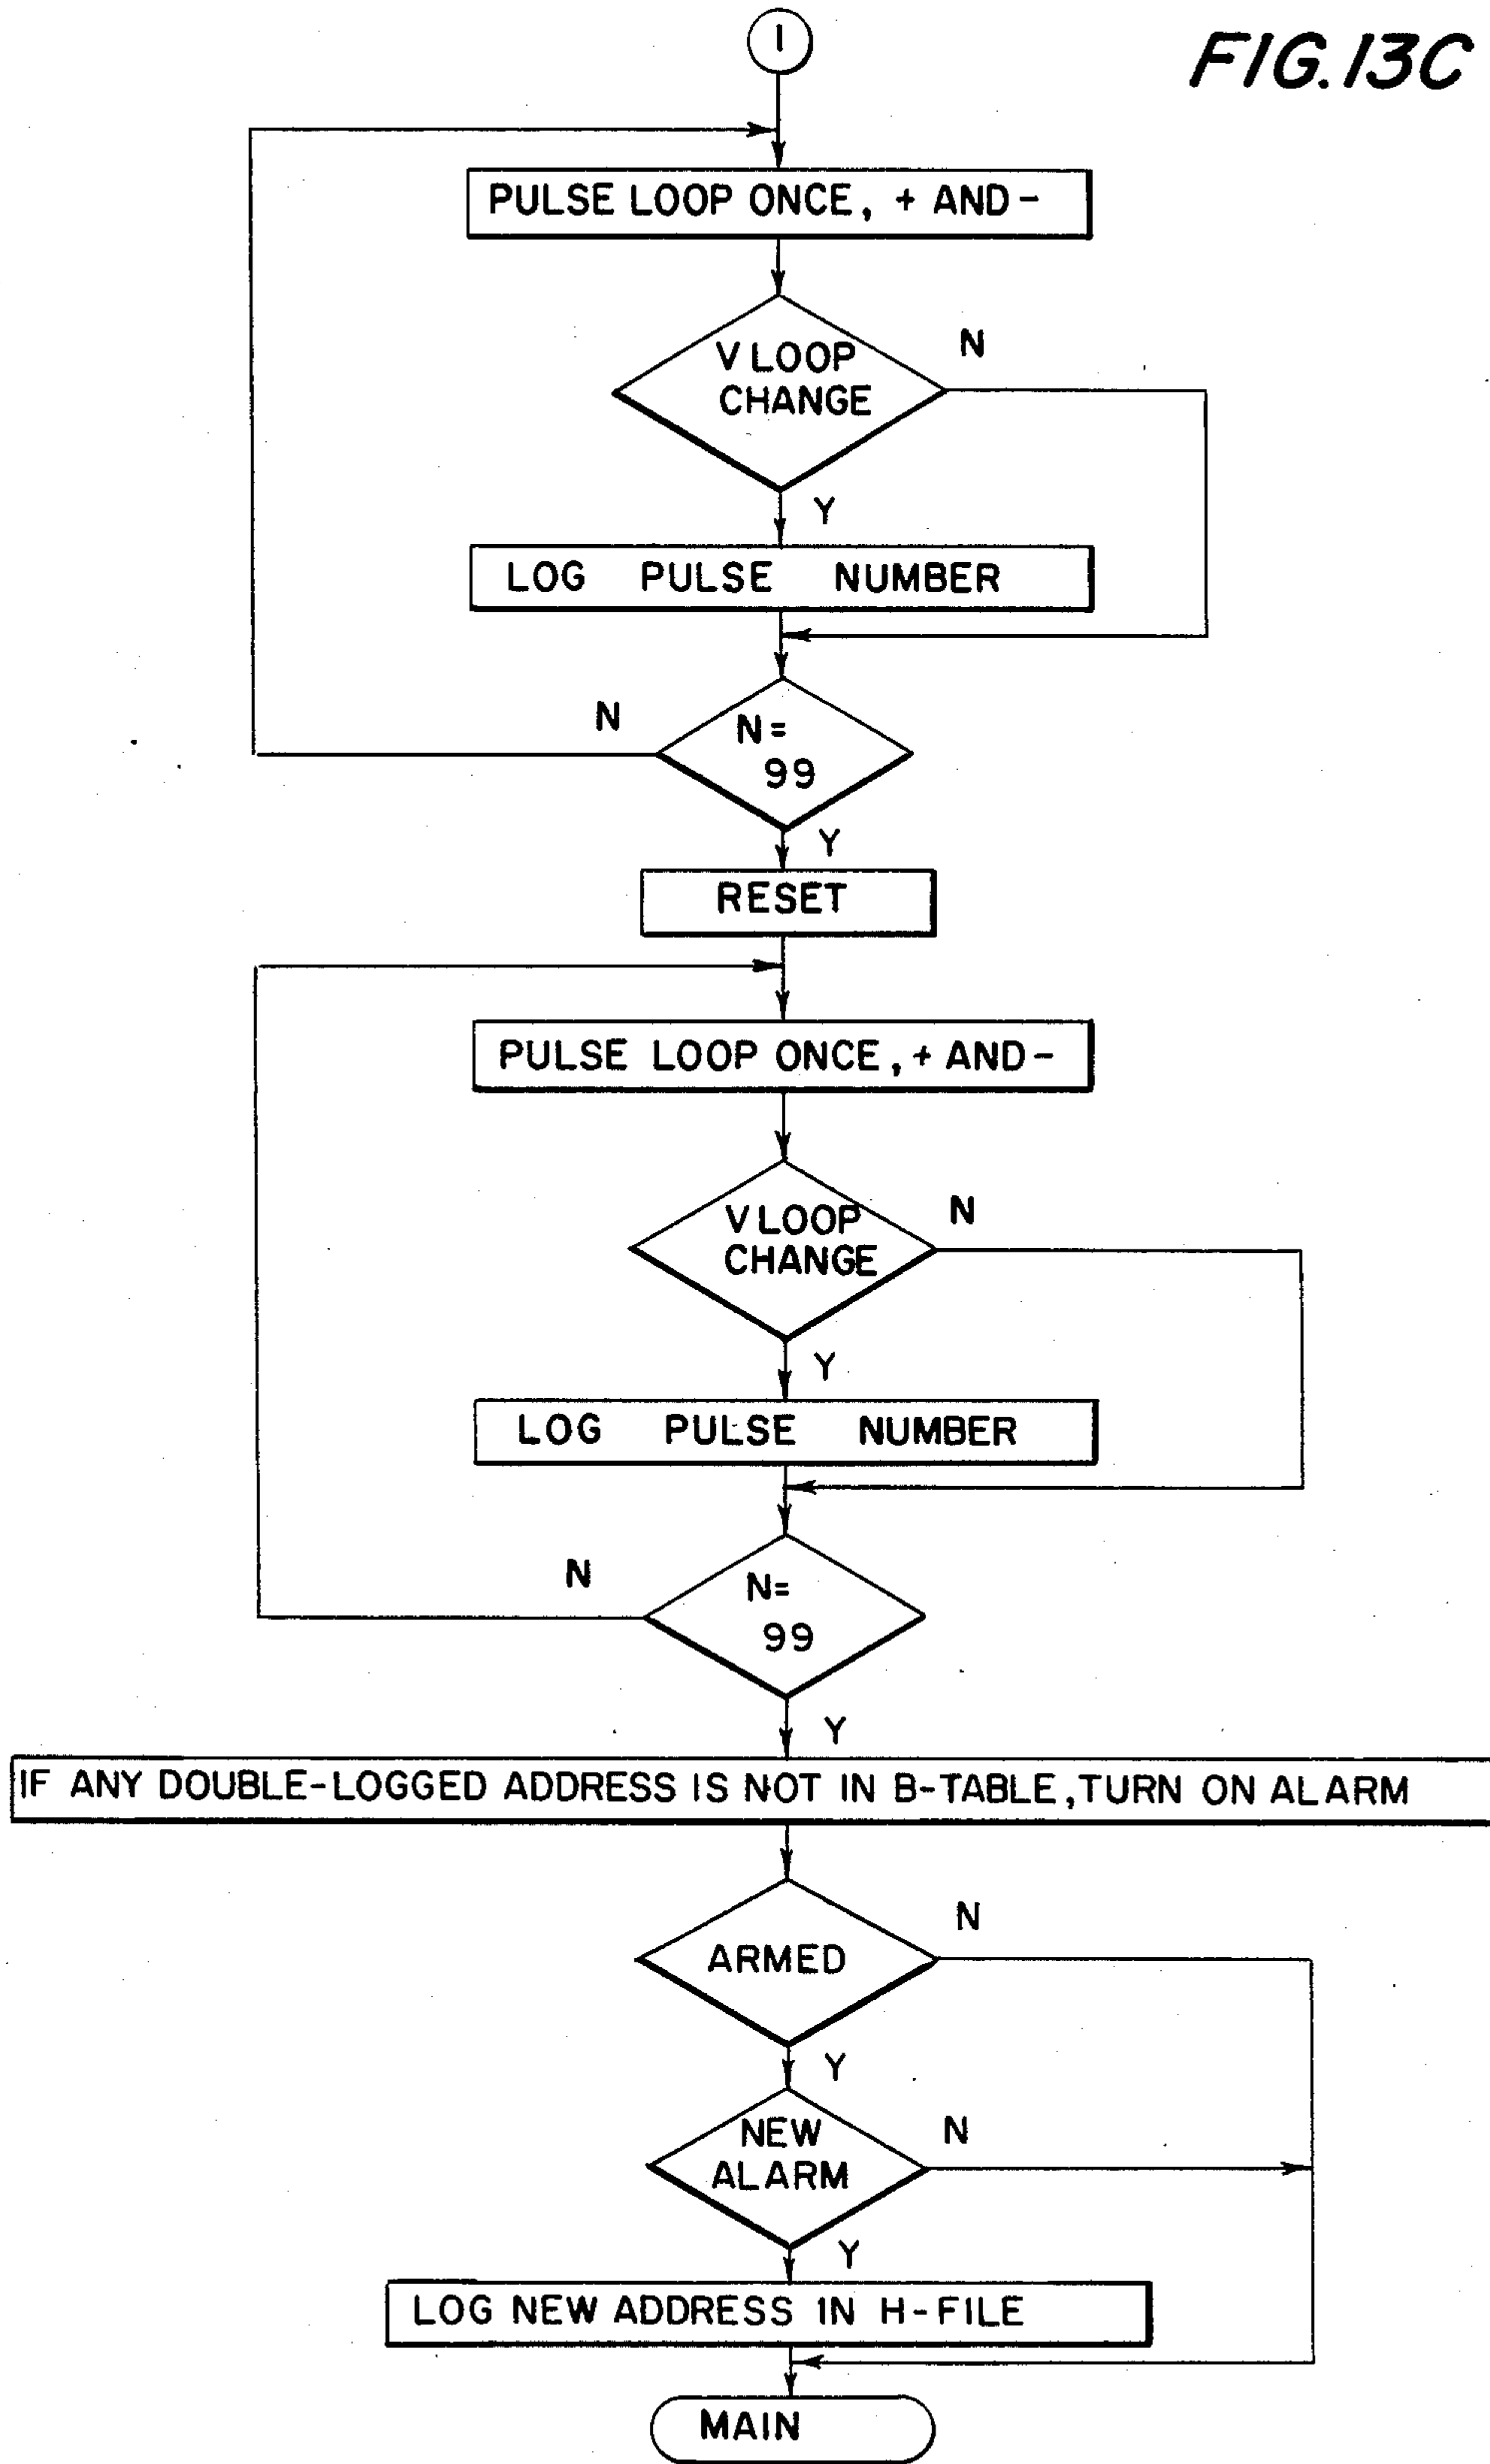 1
FIG. 13C
PULSE LOOP ONCE, + AND -
V LOOP
CHANGE
N
Y
LOG PULSE NUMBER
N
N=
99
Y
RESET
PULSE LOOP ONCE, + AND -
V LOOP
CHANGE
N
Y
LOG PULSE NUMBER
N
N=
99
Y
IF ANY DOUBLE-LOGGED ADDRESS IS NOT IN B-TABLE, TURN ON ALARM
N
ARMED
Y
NEW
ALARM
N
Y
LOG NEW ADDRESS IN H-FILE
MAIN